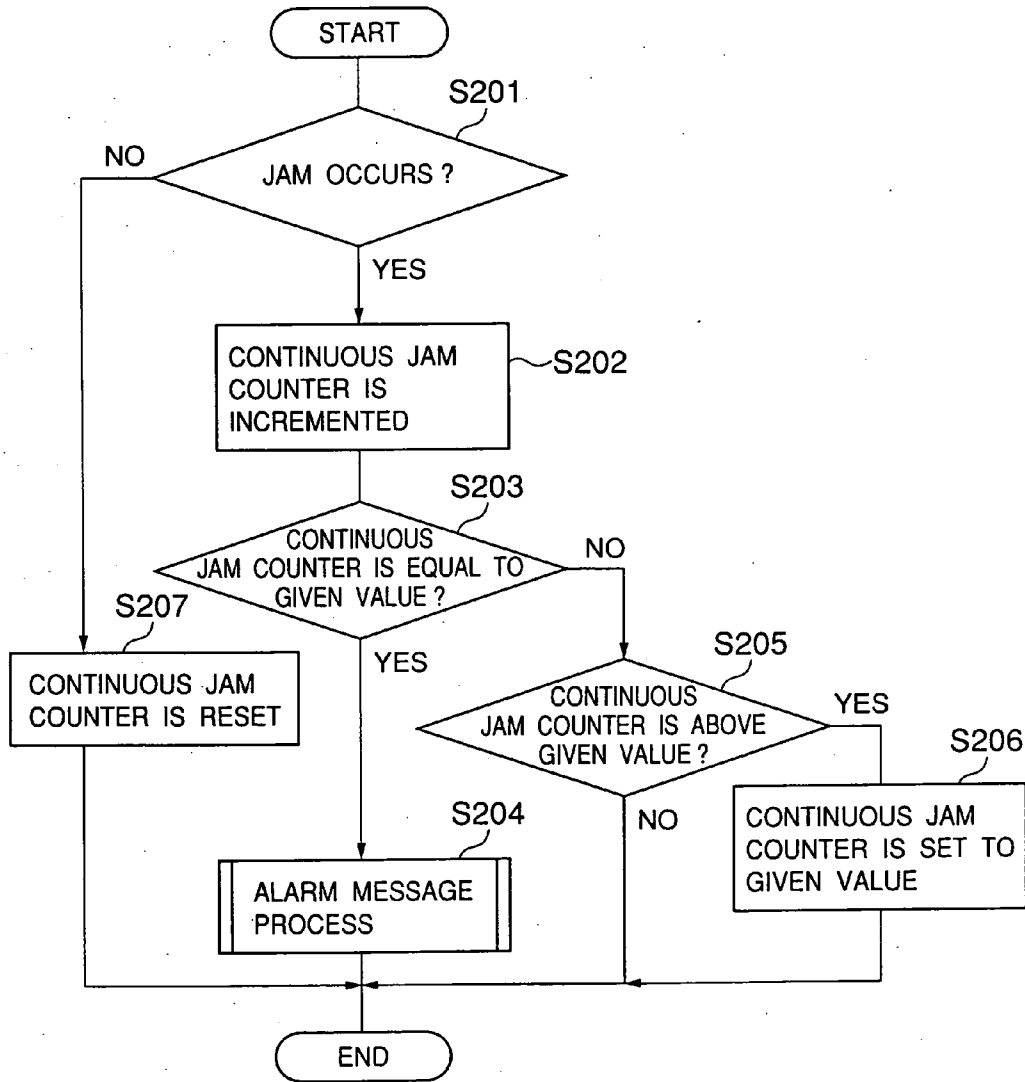 START
S201
NO
JAM OCCURS ?
YES
CONTINUOUS JAM
COUNTER IS
INCREMENTED
S202
S203
CONTINUOUS
JAM COUNTER IS EQUAL TO
GIVEN VALUE ?
NO
S207
YES
CONTINUOUS JAM
COUNTER IS RESET
S205
CONTINUOUS
JAM COUNTER IS ABOVE
GIVEN VALUE ?
YES
S206
NO
CONTINUOUS JAM
COUNTER IS SET TO
GIVEN VALUE
S204
ALARM MESSAGE
PROCESS
END